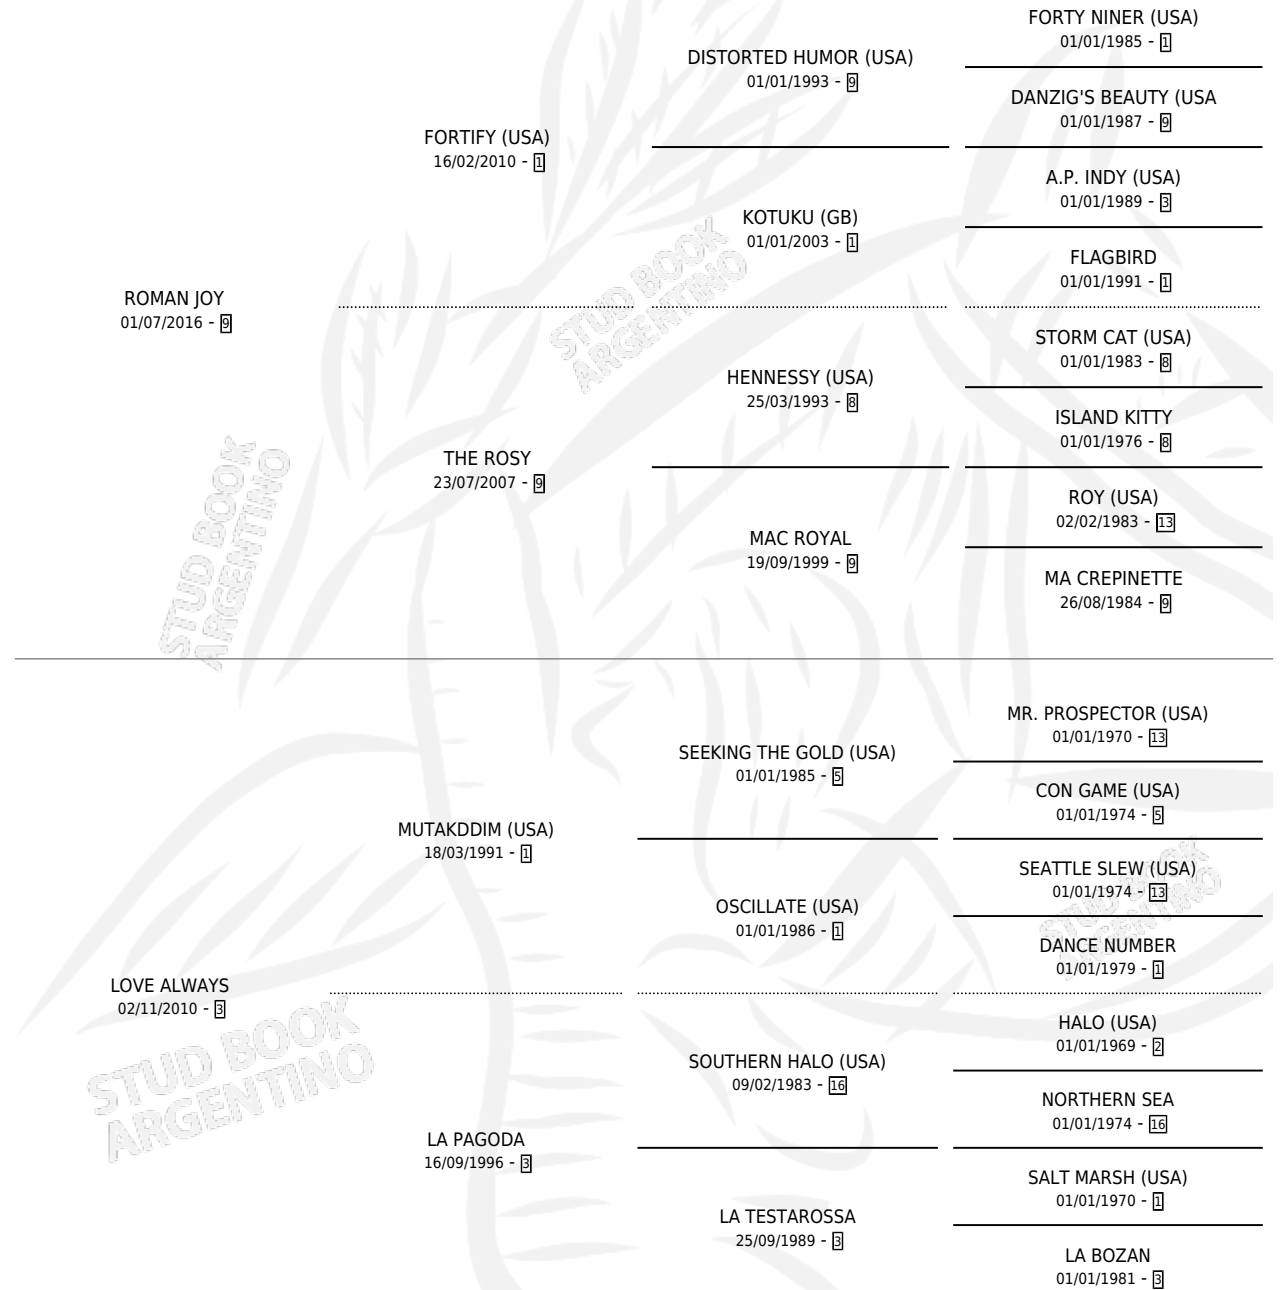 FORTY NINER (USA)
01/01/1985 - 1
DISTORTED HUMOR (USA)
01/01/1993 - 9
DANZIG'S BEAUTY (USA
01/01/1987 - 9
FORTIFY (USA)
16/02/2010 - 1
A.P. INDY (USA)
01/01/1989 - 3
KOTUKU (GB)
01/01/2003 - 1
FLAGBIRD
01/01/1991 - 1
ROMAN JOY
01/07/2016 - 9
STORM CAT (USA)
01/01/1983 - 8
HENNESSY (USA)
25/03/1993 - 8
ISLAND KITTY
01/01/1976 - 8
THE ROSY
23/07/2007 - 9
ROY (USA)
02/02/1983 - 13
MAC ROYAL
19/09/1999 - 9
MA CREPINETTE
26/08/1984 - 9
MR. PROSPECTOR (USA)
01/01/1970 - 13
SEEKING THE GOLD (USA)
01/01/1985 - 5
CON GAME (USA)
01/01/1974 - 5
MUTAKDDIM (USA)
18/03/1991 - 1
SEATTLE SLEW (USA)
01/01/1974 - 13
OSCILLATE (USA)
01/01/1986 - 1
DANCE NUMBER
01/01/1979 - 1
LOVE ALWAYS
02/11/2010 - 3
HALO (USA)
01/01/1969 - 2
SOUTHERN HALO (USA)
09/02/1983 - 16
NORTHERN SEA
01/01/1974 - 16
LA PAGODA
16/09/1996 - 3
SALT MARSH (USA)
01/01/1970 - 1
LA TESTAROSSA
25/09/1989 - 3
LA BOZAN
01/01/1981 - 3
STUD BOOK
ARGENTINO
STUD BOOK
ARGENTINO
STUD BOOK
ARGENTINO
STUD BOOK
ARGENTINO